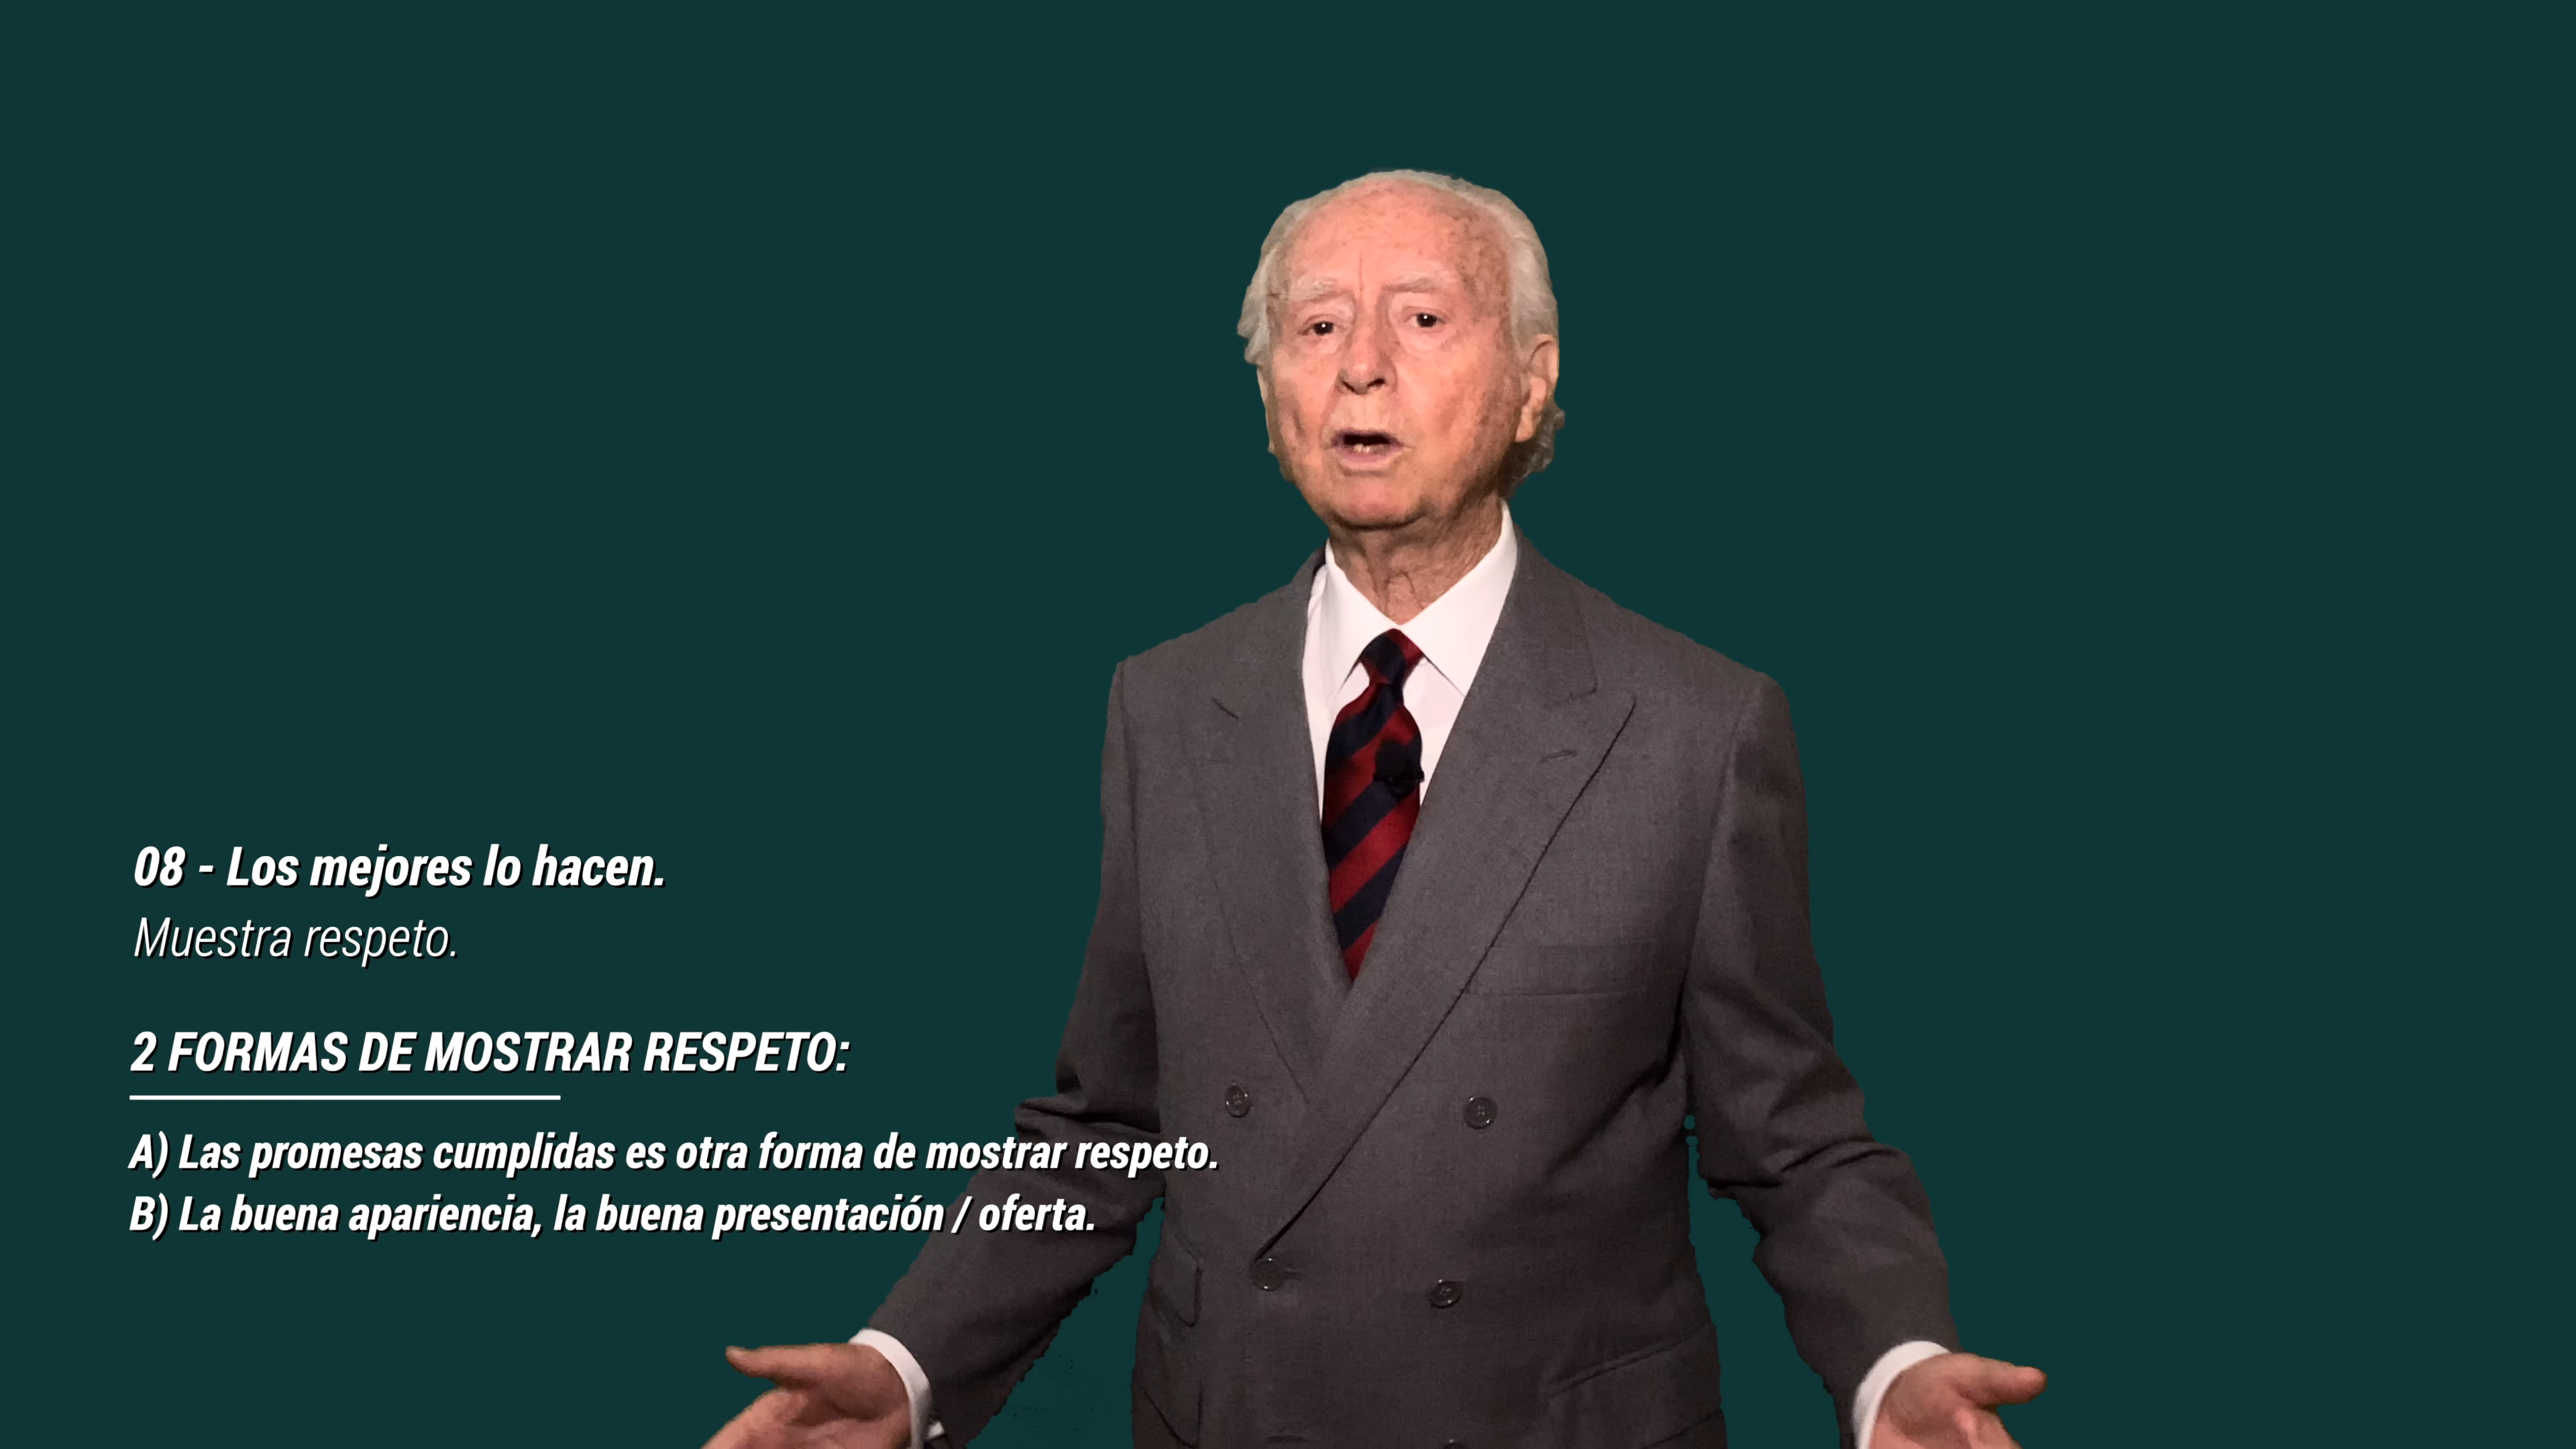 08 - Los mejores lo hacen.
Muestra respeto.
2 FORMAS DE MOSTRAR RESPETO:
A) Las promesas cumplidas es otra forma de mostrar respeto.
B) La buena apariencia, la buena presentación / oferta.